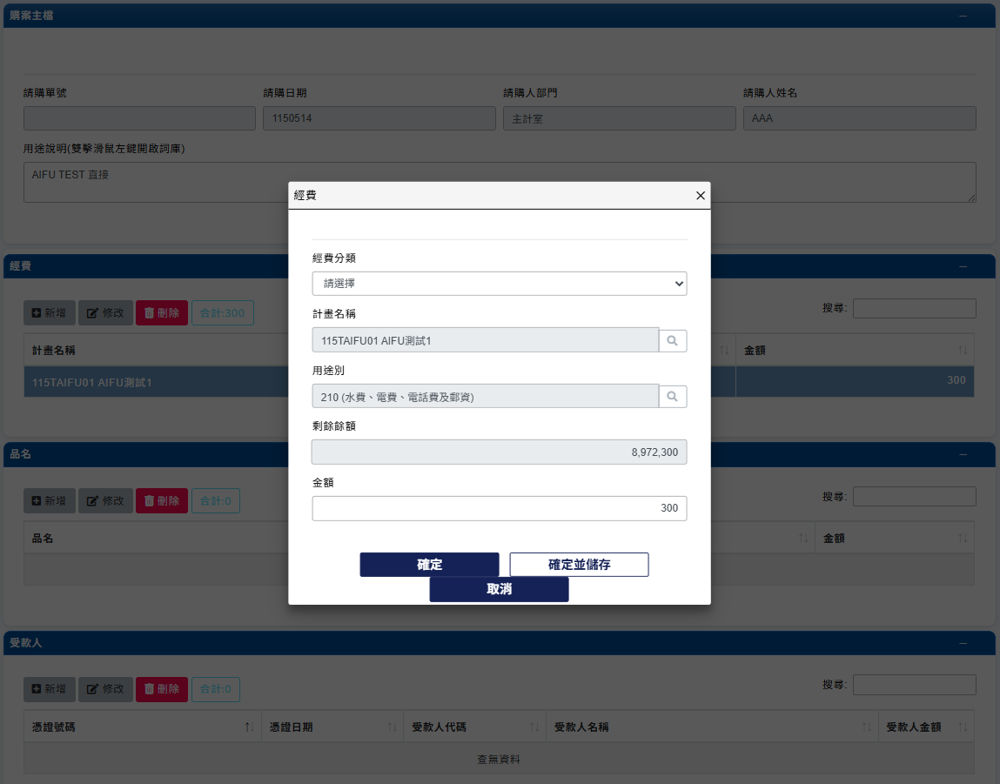 購案主檔
請購單號 請購日期 請購人部門 請購人姓名
1150514 主計室 AAA
用途說明(雙擊滑鼠左鍵開啟詞庫)
AIFU TEST 直接
經費
新增 修改 刪除 合計:300 搜尋:
計畫名稱 金額
115TAIFU01 AIFU測試1 300
品名
新增 修改 刪除 合計:0 搜尋:
品名 金額
受款人
新增 修改 刪除 合計:0 搜尋:
憑證號碼 憑證日期 受款人代碼 受款人名稱 受款人金額
查無資料
經費
經費分類
請選擇
計畫名稱
115TAIFU01 AIFU測試1
用途別
210 (水費、電費、電話費及郵資)
剩餘餘額
8,972,300
金額
300
確定 確定並儲存
取消